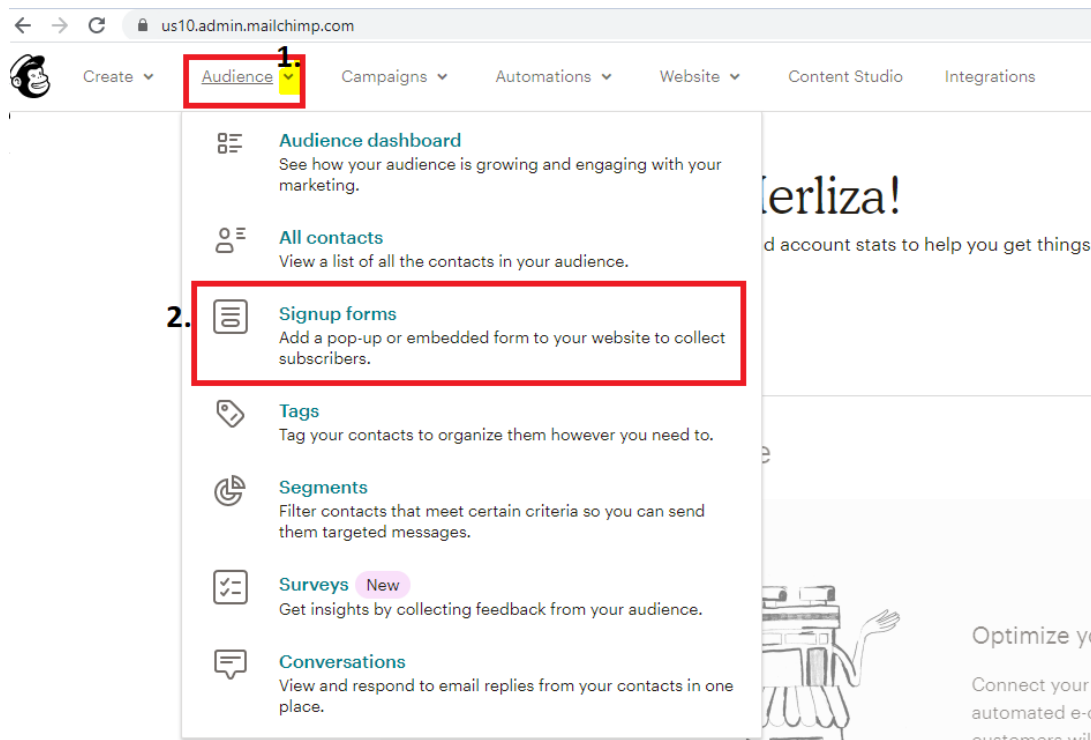 us10.admin.mailchimp.com
1.
Create Audience Campaigns Automations Website Content Studio Integrations
Audience dashboard
See how your audience is growing and engaging with your
marketing.
erliza!
All contacts
d account stats to help you get things
View a list of all the contacts in your audience.
2.
Signup forms
Add a pop-up or embedded form to your website to collect
subscribers.
Tags
Tag your contacts to organize them however you need to.
e
Segments
Filter contacts that meet certain criteria so you can send
them targeted messages.
Surveys New
Get insights by collecting feedback from your audience.
Optimize yo
Conversations
View and respond to email replies from your contacts in one
place.
Connect your
automated e-c